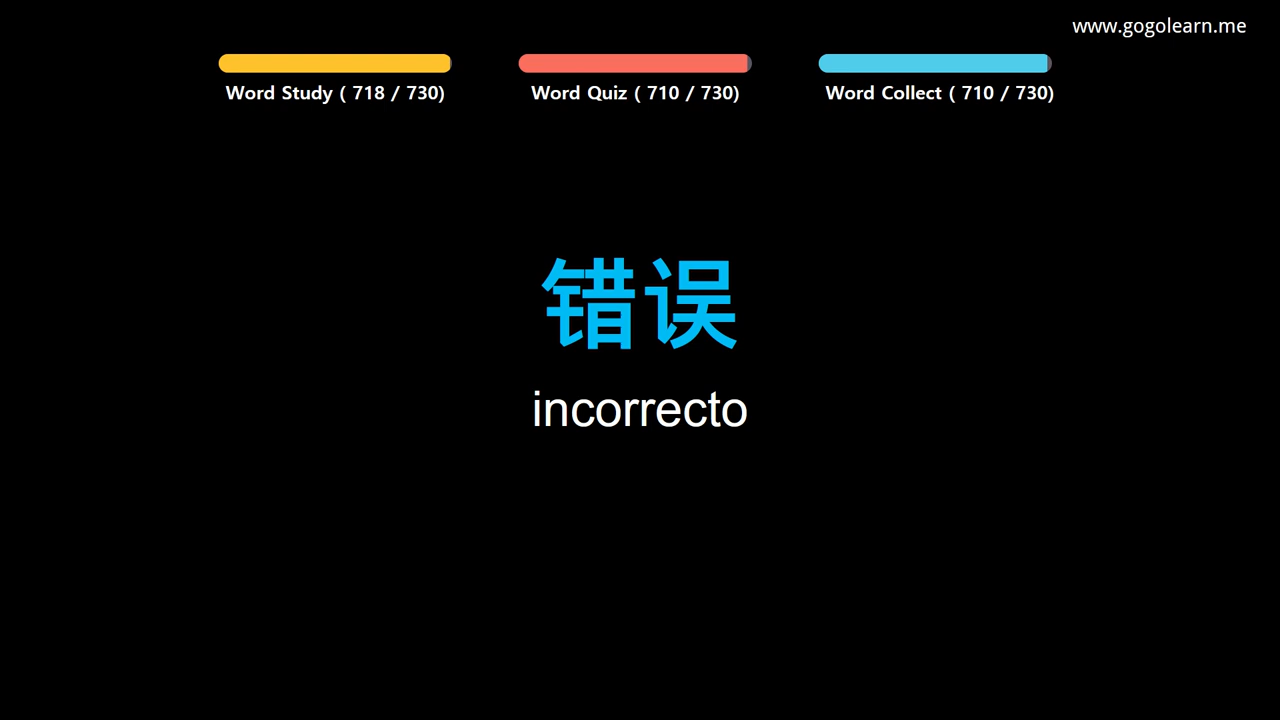 www.gogolearn.me
Word Study ( 718 / 730)
Word Quiz ( 710 / 730)
Word Collect ( 710 / 730)
错误
incorrecto